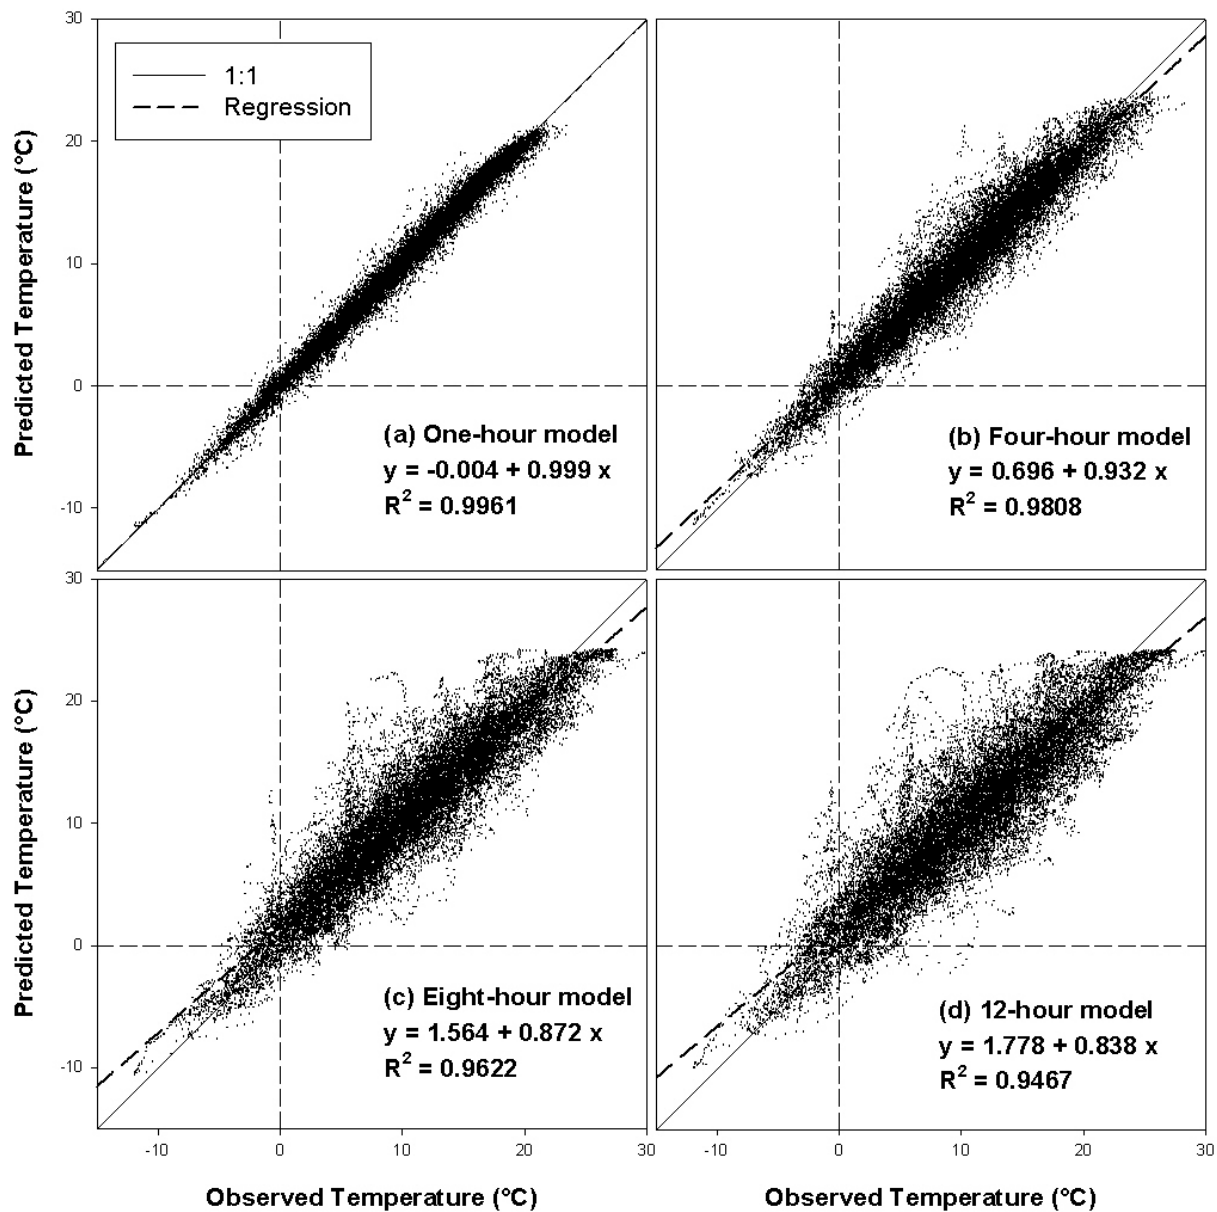 Predicted Temperature (°C)
30
20
10
0
-10
1:1
Regression
(a) One-hour model
y = -0.004 + 0.999 x
R² = 0.9961
(b) Four-hour model
y = 0.696 + 0.932 x
R² = 0.9808
Predicted Temperature (°C)
30
20
10
0
-10
(c) Eight-hour model
y = 1.564 + 0.872 x
R² = 0.9622
(d) 12-hour model
y = 1.778 + 0.838 x
R² = 0.9467
-10 0 10 20 30
-10 0 10 20 30
Observed Temperature (°C)
Observed Temperature (°C)